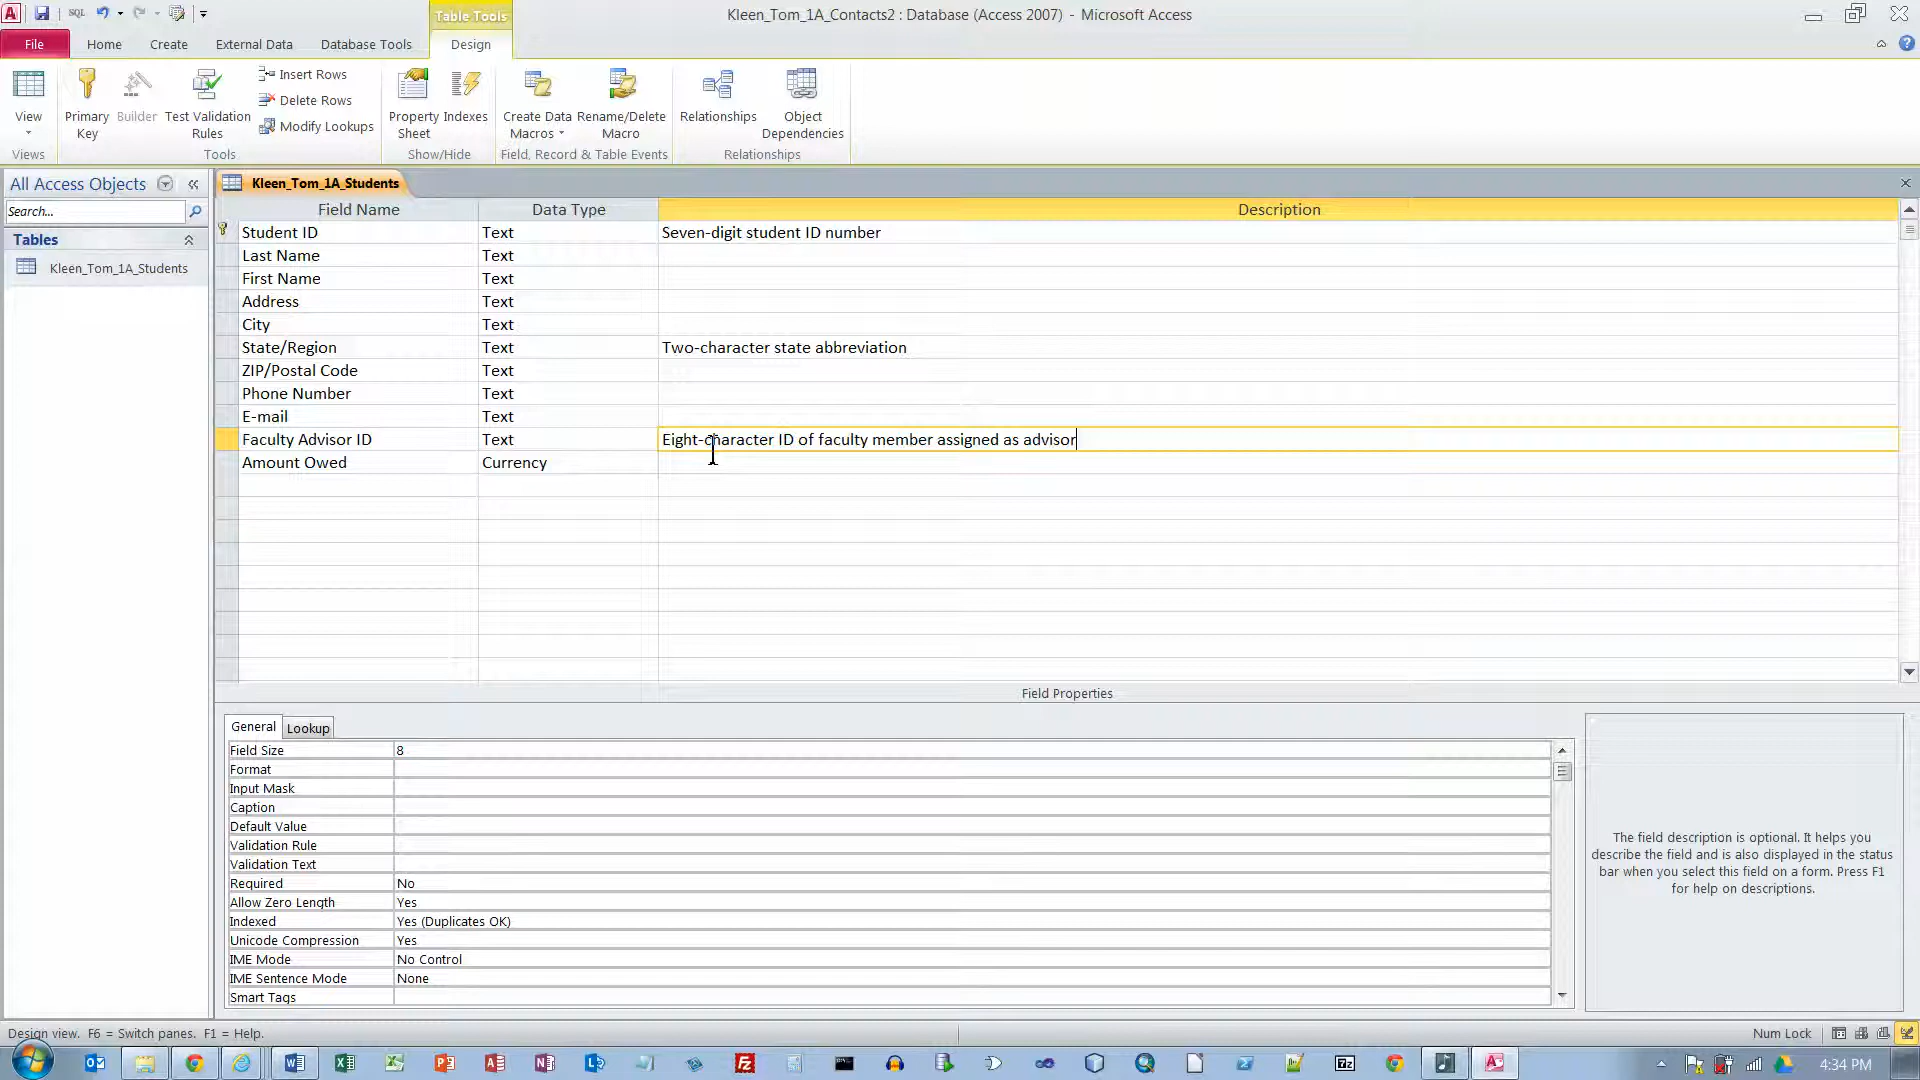 SQL
Table Tools
Kleen_Tom_1A_Contacts2 : Database (Access 2007) - Microsoft Access
File Home Create External Data Database Tools Design
View
Primary Key
Builder
Test Validation Rules
Insert Rows
Delete Rows
Modify Lookups
Property Sheet
Indexes
Create Data Macros
Rename/Delete Macro
Relationships
Object Dependencies
Views Tools Show/Hide Field, Record & Table Events Relationships
All Access Objects
Search...
Tables
Kleen_Tom_1A_Students
Kleen_Tom_1A_Students
Field Name Data Type Description
Student ID Text Seven-digit student ID number
Last Name Text
First Name Text
Address Text
City Text
State/Region Text Two-character state abbreviation
ZIP/Postal Code Text
Phone Number Text
E-mail Text
Faculty Advisor ID Text Eight-character ID of faculty member assigned as advisor
Amount Owed Currency
Field Properties
General Lookup
Field Size 8
Format
Input Mask
Caption
Default Value
Validation Rule
Validation Text
Required No
Allow Zero Length Yes
Indexed Yes (Duplicates OK)
Unicode Compression Yes
IME Mode No Control
IME Sentence Mode None
Smart Tags
The field description is optional. It helps you
describe the field and is also displayed in the status
bar when you select this field on a form. Press F1
for help on descriptions.
Design view. F6 = Switch panes. F1 = Help.
Num Lock
4:34 PM